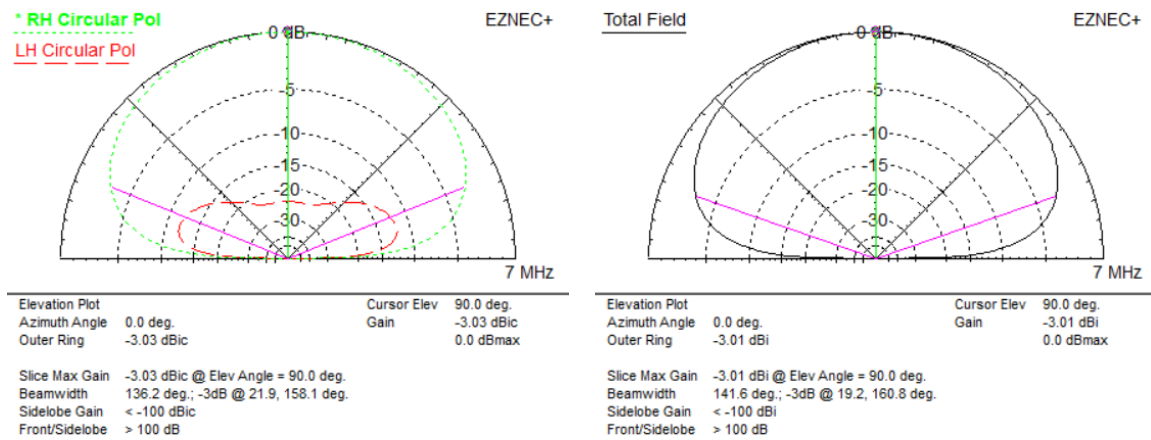 * RH Circular Pol
LH Circular Pol
EZNEC+
0 dB
-5
-10
-15
-20
-30
7 MHz
Elevation Plot
Cursor Elev 90.0 deg.
Azimuth Angle 0.0 deg.
Gain -3.03 dBic
Outer Ring -3.03 dBic
0.0 dBmax
Slice Max Gain -3.03 dBic @ Elev Angle = 90.0 deg.
Beamwidth 136.2 deg.; -3dB @ 21.9, 158.1 deg.
Sidelobe Gain < -100 dBic
Front/Sidelobe > 100 dB
Total Field
EZNEC+
0 dB
-5
-10
-15
-20
-30
7 MHz
Elevation Plot
Cursor Elev 90.0 deg.
Azimuth Angle 0.0 deg.
Gain -3.01 dBi
Outer Ring -3.01 dBi
0.0 dBmax
Slice Max Gain -3.01 dBi @ Elev Angle = 90.0 deg.
Beamwidth 141.6 deg.; -3dB @ 19.2, 160.8 deg.
Sidelobe Gain < -100 dBi
Front/Sidelobe > 100 dB